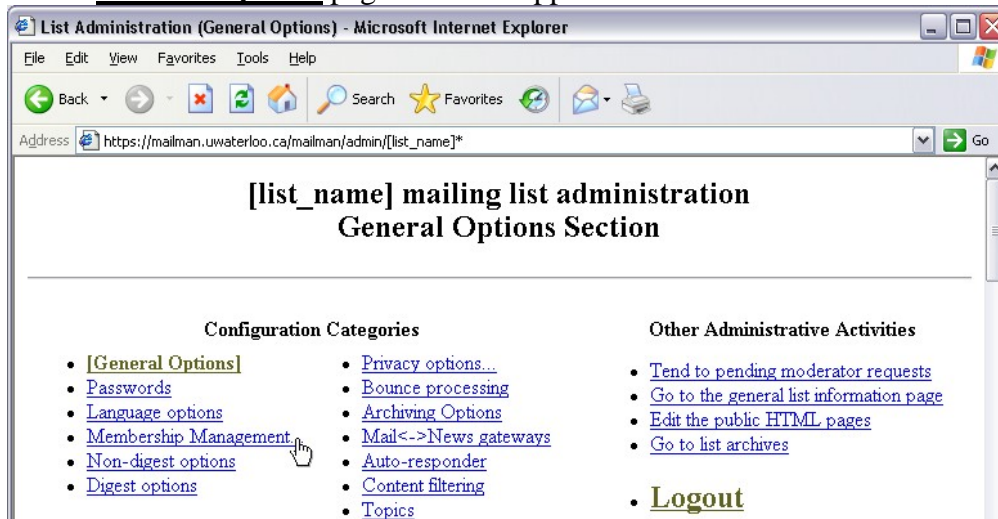 page
List Administration (General Options) - Microsoft Internet Explorer
File Edit View Favorites Tools Help
Back Search Favorites
Address https://mailman.uwaterloo.ca/mailman/admin/[list_name]* Go
[list_name] mailing list administration
General Options Section
Configuration Categories
[General Options]
Passwords
Language options
Membership Management...
Non-digest options
Digest options
Privacy options...
Bounce processing
Archiving Options
Mail<->News gateways
Auto-responder
Content filtering
Topics
Other Administrative Activities
Tend to pending moderator requests
Go to the general list information page
Edit the public HTML pages
Go to list archives
Logout